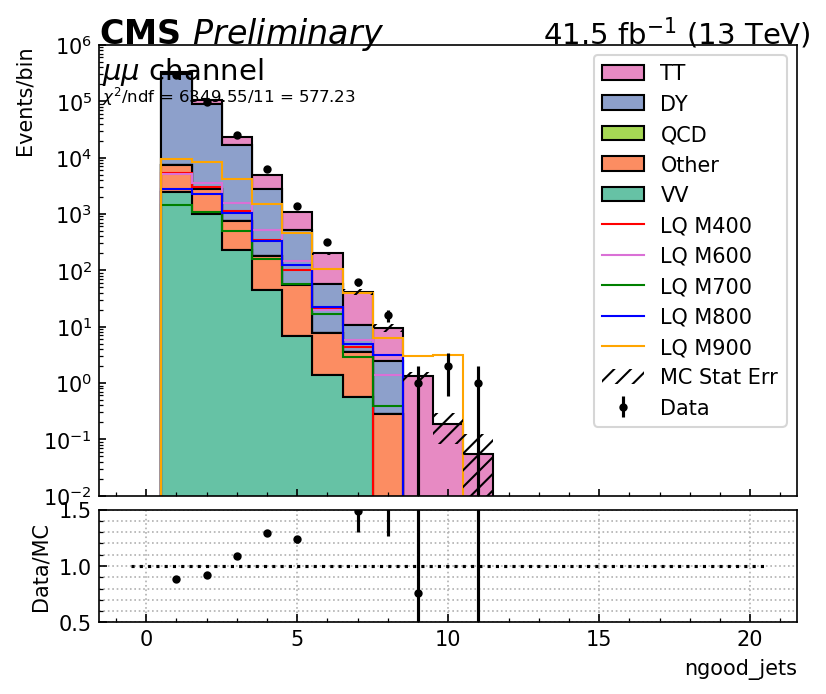 CMS Preliminary 41.5 fb⁻¹ (13 TeV)
μμ channel
χ²/ndf = 6349.55/11 = 577.23
Events/bin
10⁶
10⁵
10⁴
10³
10²
10¹
10⁰
10⁻¹
10⁻²
TT
DY
QCD
Other
VV
LQ M400
LQ M600
LQ M700
LQ M800
LQ M900
MC Stat Err
Data
Data/MC
1.5
1.0
0.5
0 5 10 15 20
ngood_jets